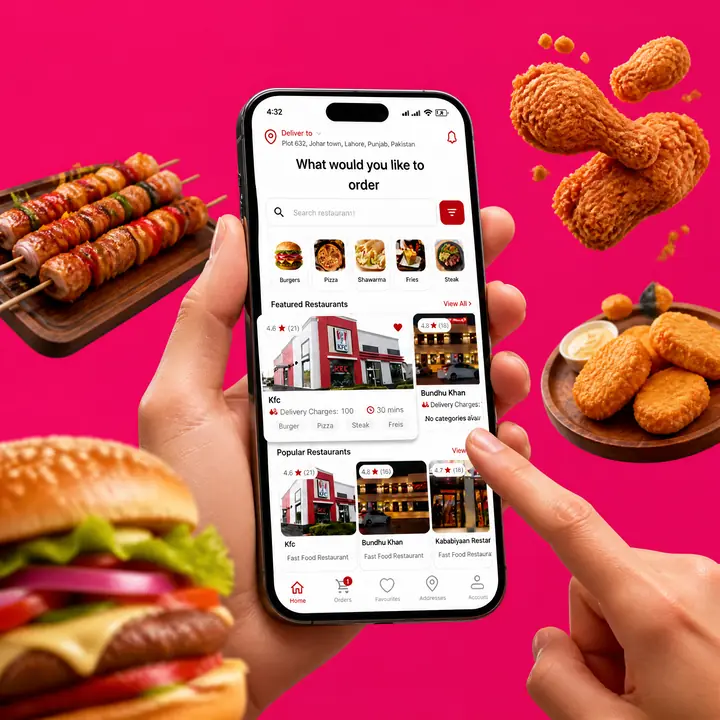 4:32
Deliver to
Plot 632, Johar town, Lahore, Punjab, Pakistan
What would you like to
order
Search restaurant!
Burgers Pizza Shawarma Fries Steak
Featured Restaurants View All >
4.6 ★ (21) 4.8 ★ (16)
KFC
Kfc Bundhu Khan
Delivery Charges: 100 30 mins Delivery Charges:
Burger Pizza Steak Freis No categories avai
Popular Restaurants View
4.6 ★ (21) 4.8 ★ (16) 4.7 ★ (18)
Kfc Bundhu Khan Kababiyaan Restar
Fast Food Restaurant Fast Food Restaurant Fast Food Restaurant
1
Home Orders Favourites Addresses Account